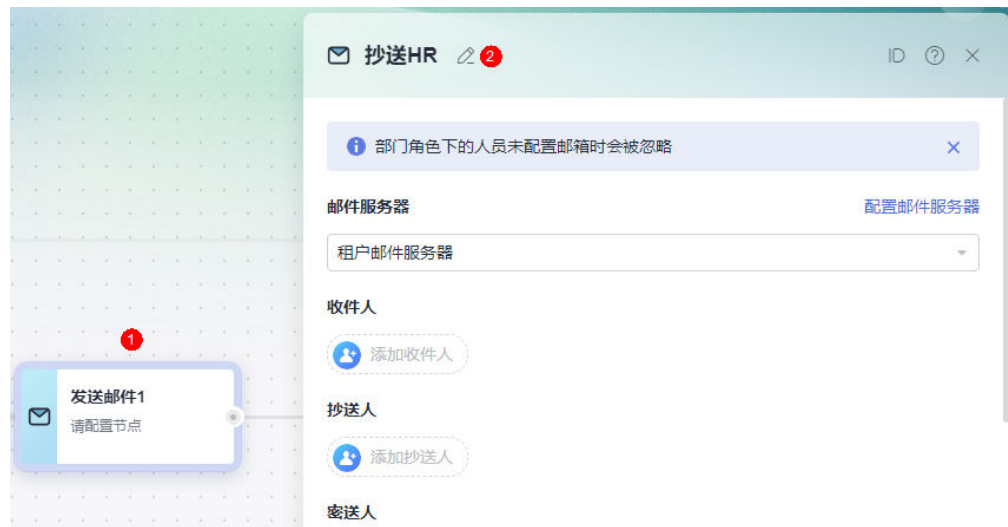 抄送HR 2 ID
部门角色下的人员未配置邮箱时会被忽略
邮件服务器 配置邮件服务器
租户邮件服务器
收件人
1
添加收件人
发送邮件1
请配置节点
抄送人
添加抄送人
密送人